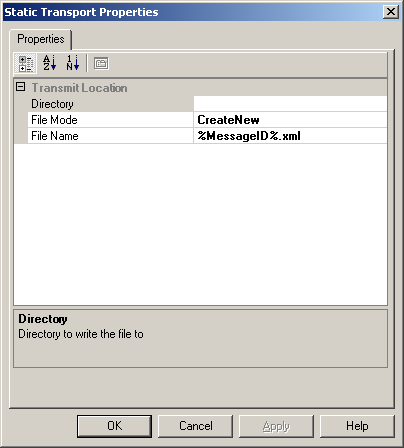 Static Transport Properties
Properties
A Z 1 N
Transmit Location
Directory
File Mode CreateNew
File Name %MessageID%.xml
Directory
Directory to write the file to
OK Cancel Apply Help